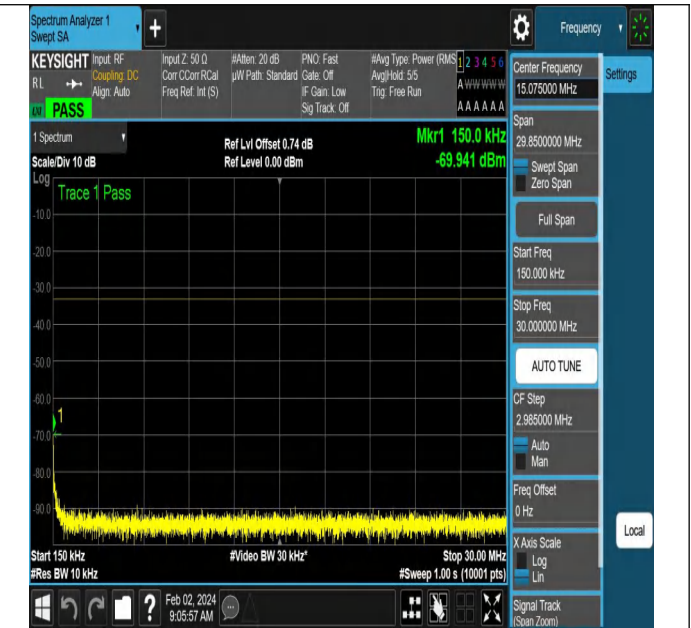 Spectrum Analyzer 1
Swept SA
+
Frequency
KEYSIGHT
RL
PASS
Input: RF
Coupling: DC
Align: Auto
Input Z: 50 Ω
Corr CCorr RCal
Freq Ref: Int (S)
#Atten: 20 dB
µW Path: Standard
PNO: Fast
Gate: Off
IF Gain: Low
Sig Track: Off
#Avg Type: Power (RMS
Avg|Hold: 5/5
Trig: Free Run
1 2 3 4 5 6
A W W W W W
A A A A A A
1 Spectrum
Scale/Div 10 dB
Ref Lvl Offset 0.74 dB
Ref Level 0.00 dBm
Mkr1 150.0 kHz
-69.941 dBm
Log
Trace 1 Pass
-10.0
-20.0
-30.0
-40.0
-50.0
-60.0
1
-70.0
-80.0
-90.0
Start 150 kHz
#Video BW 30 kHz*
Stop 30.00 MHz
#Res BW 10 kHz
#Sweep 1.00 s (10001 pts)
?
Feb 02, 2024
9:05:57 AM
Center Frequency
15.075000 MHz
Settings
Span
29.8500000 MHz
Swept Span
Zero Span
Full Span
Start Freq
150.000 kHz
Stop Freq
30.000000 MHz
AUTO TUNE
CF Step
2.985000 MHz
Auto
Man
Freq Offset
0 Hz
X Axis Scale
Log
Lin
Local
Signal Track
(Span Zoom)